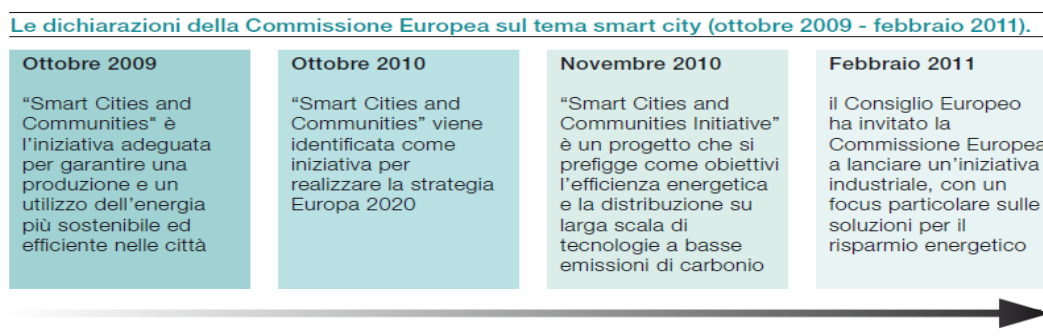 Le dichiarazioni della Commissione Europea sul tema smart city (ottobre 2009 - febbraio 2011).
Ottobre 2009
“Smart Cities and
Communities" è
l’iniziativa adeguata
per garantire una
produzione e un
utilizzo dell’energia
più sostenibile ed
efficiente nelle città
Ottobre 2010
“Smart Cities and
Communities” viene
identificata come
iniziativa per
realizzare la strategia
Europa 2020
Novembre 2010
“Smart Cities and
Communities Initiative”
è un progetto che si
prefigge come obiettivi
l’efficienza energetica
e la distribuzione su
larga scala di
tecnologie a basse
emissioni di carbonio
Febbraio 2011
il Consiglio Europeo
ha invitato la
Commissione Europea
a lanciare un’iniziativa
industriale, con un
focus particolare sulle
soluzioni per il
risparmio energetico